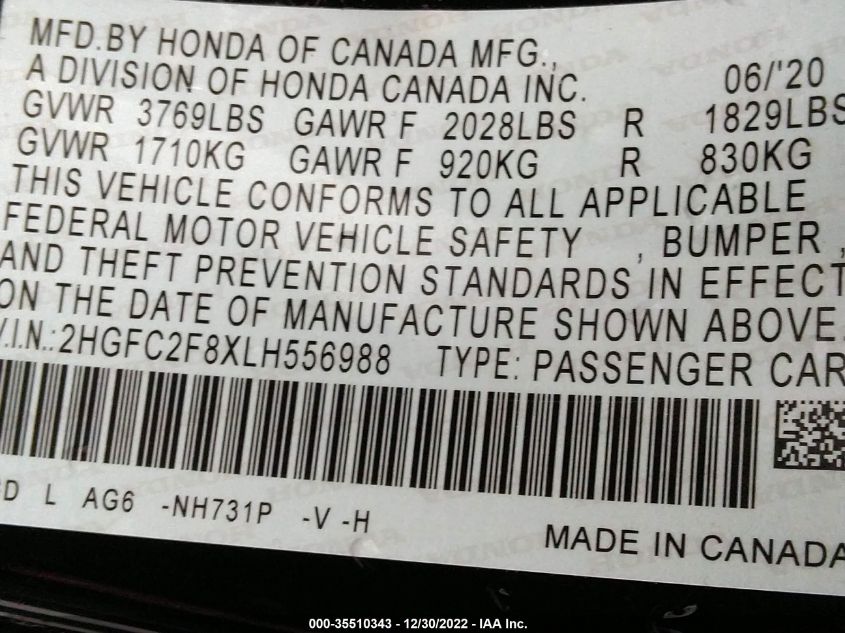 MFD.BY HONDA OF CANADA MFG.,
A DIVISION OF HONDA CANADA INC. 06/'20
GVWR 3769LBS GAWR F 2028LBS R 1829LBS
GVWR 1710KG GAWR F 920KG R 830KG
THIS VEHICLE CONFORMS TO ALL APPLICABLE
FEDERAL MOTOR VEHICLE SAFETY , BUMPER ,
AND THEFT PREVENTION STANDARDS IN EFFECT
ON THE DATE OF MANUFACTURE SHOWN ABOVE.
V.I.N.:2HGFC2F8XLH556988 TYPE: PASSENGER CAR
L AG6 -NH731P -V -H
MADE IN CANADA
000-35510343 - 12/30/2022 - IAA Inc.